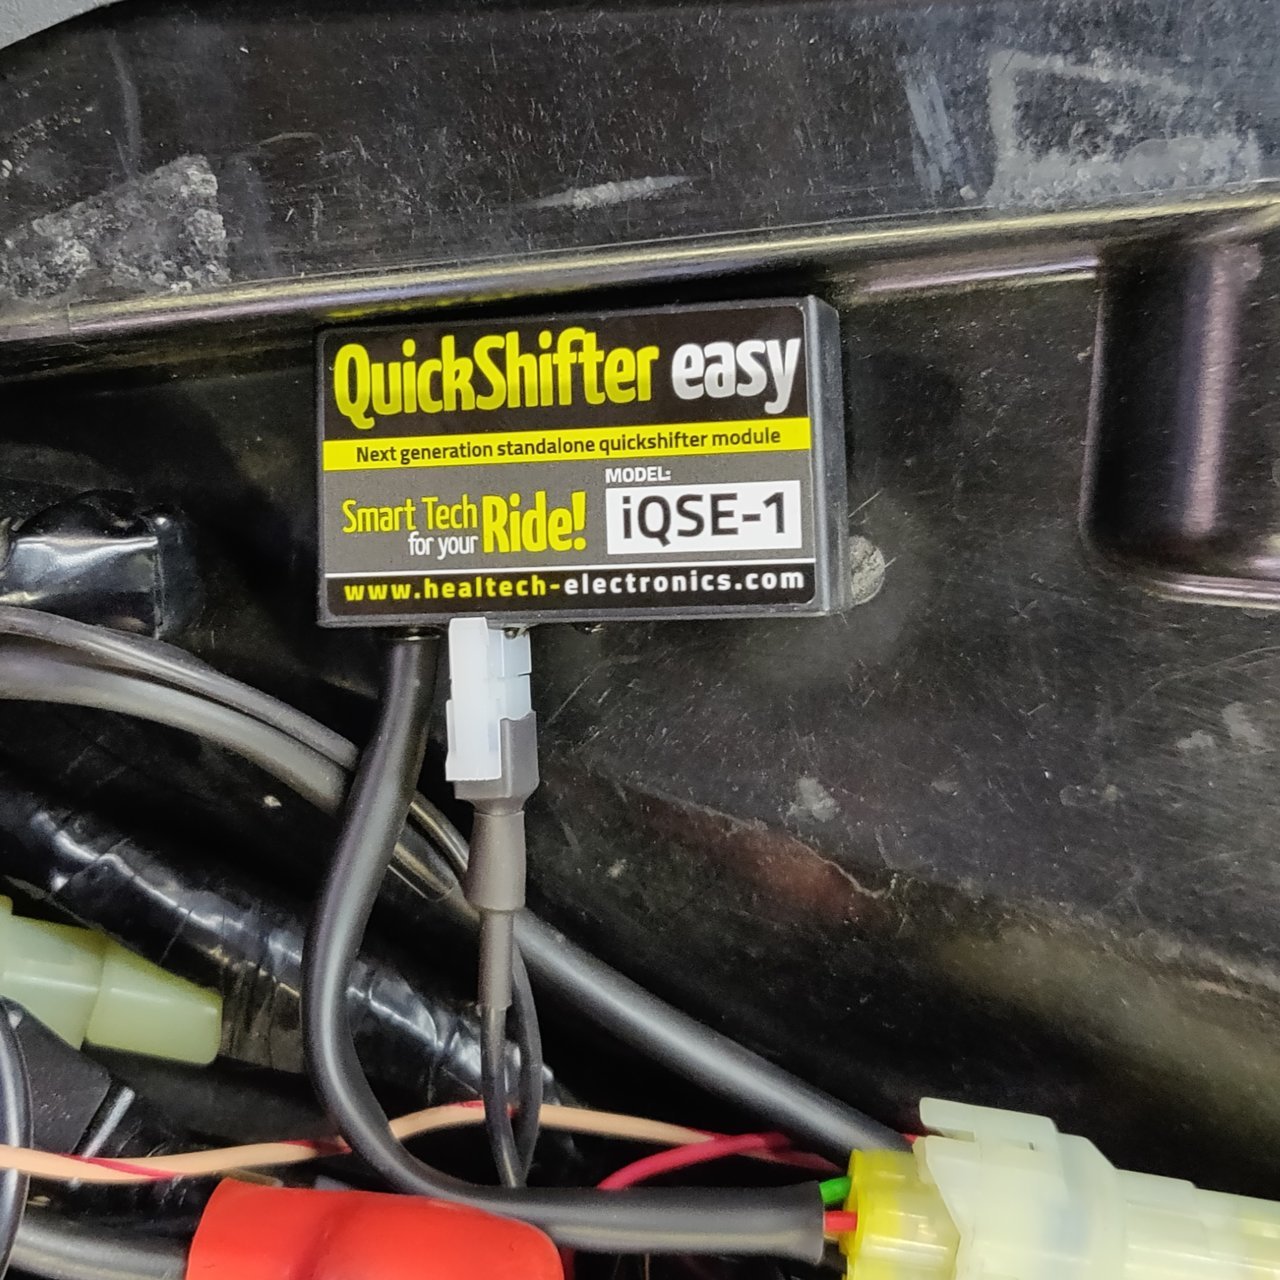 QuickShifter easy
Next generation standalone quickshifter module
MODEL:
Smart Tech Ride! iQSE-1
for your
www.healtech-electronics.com